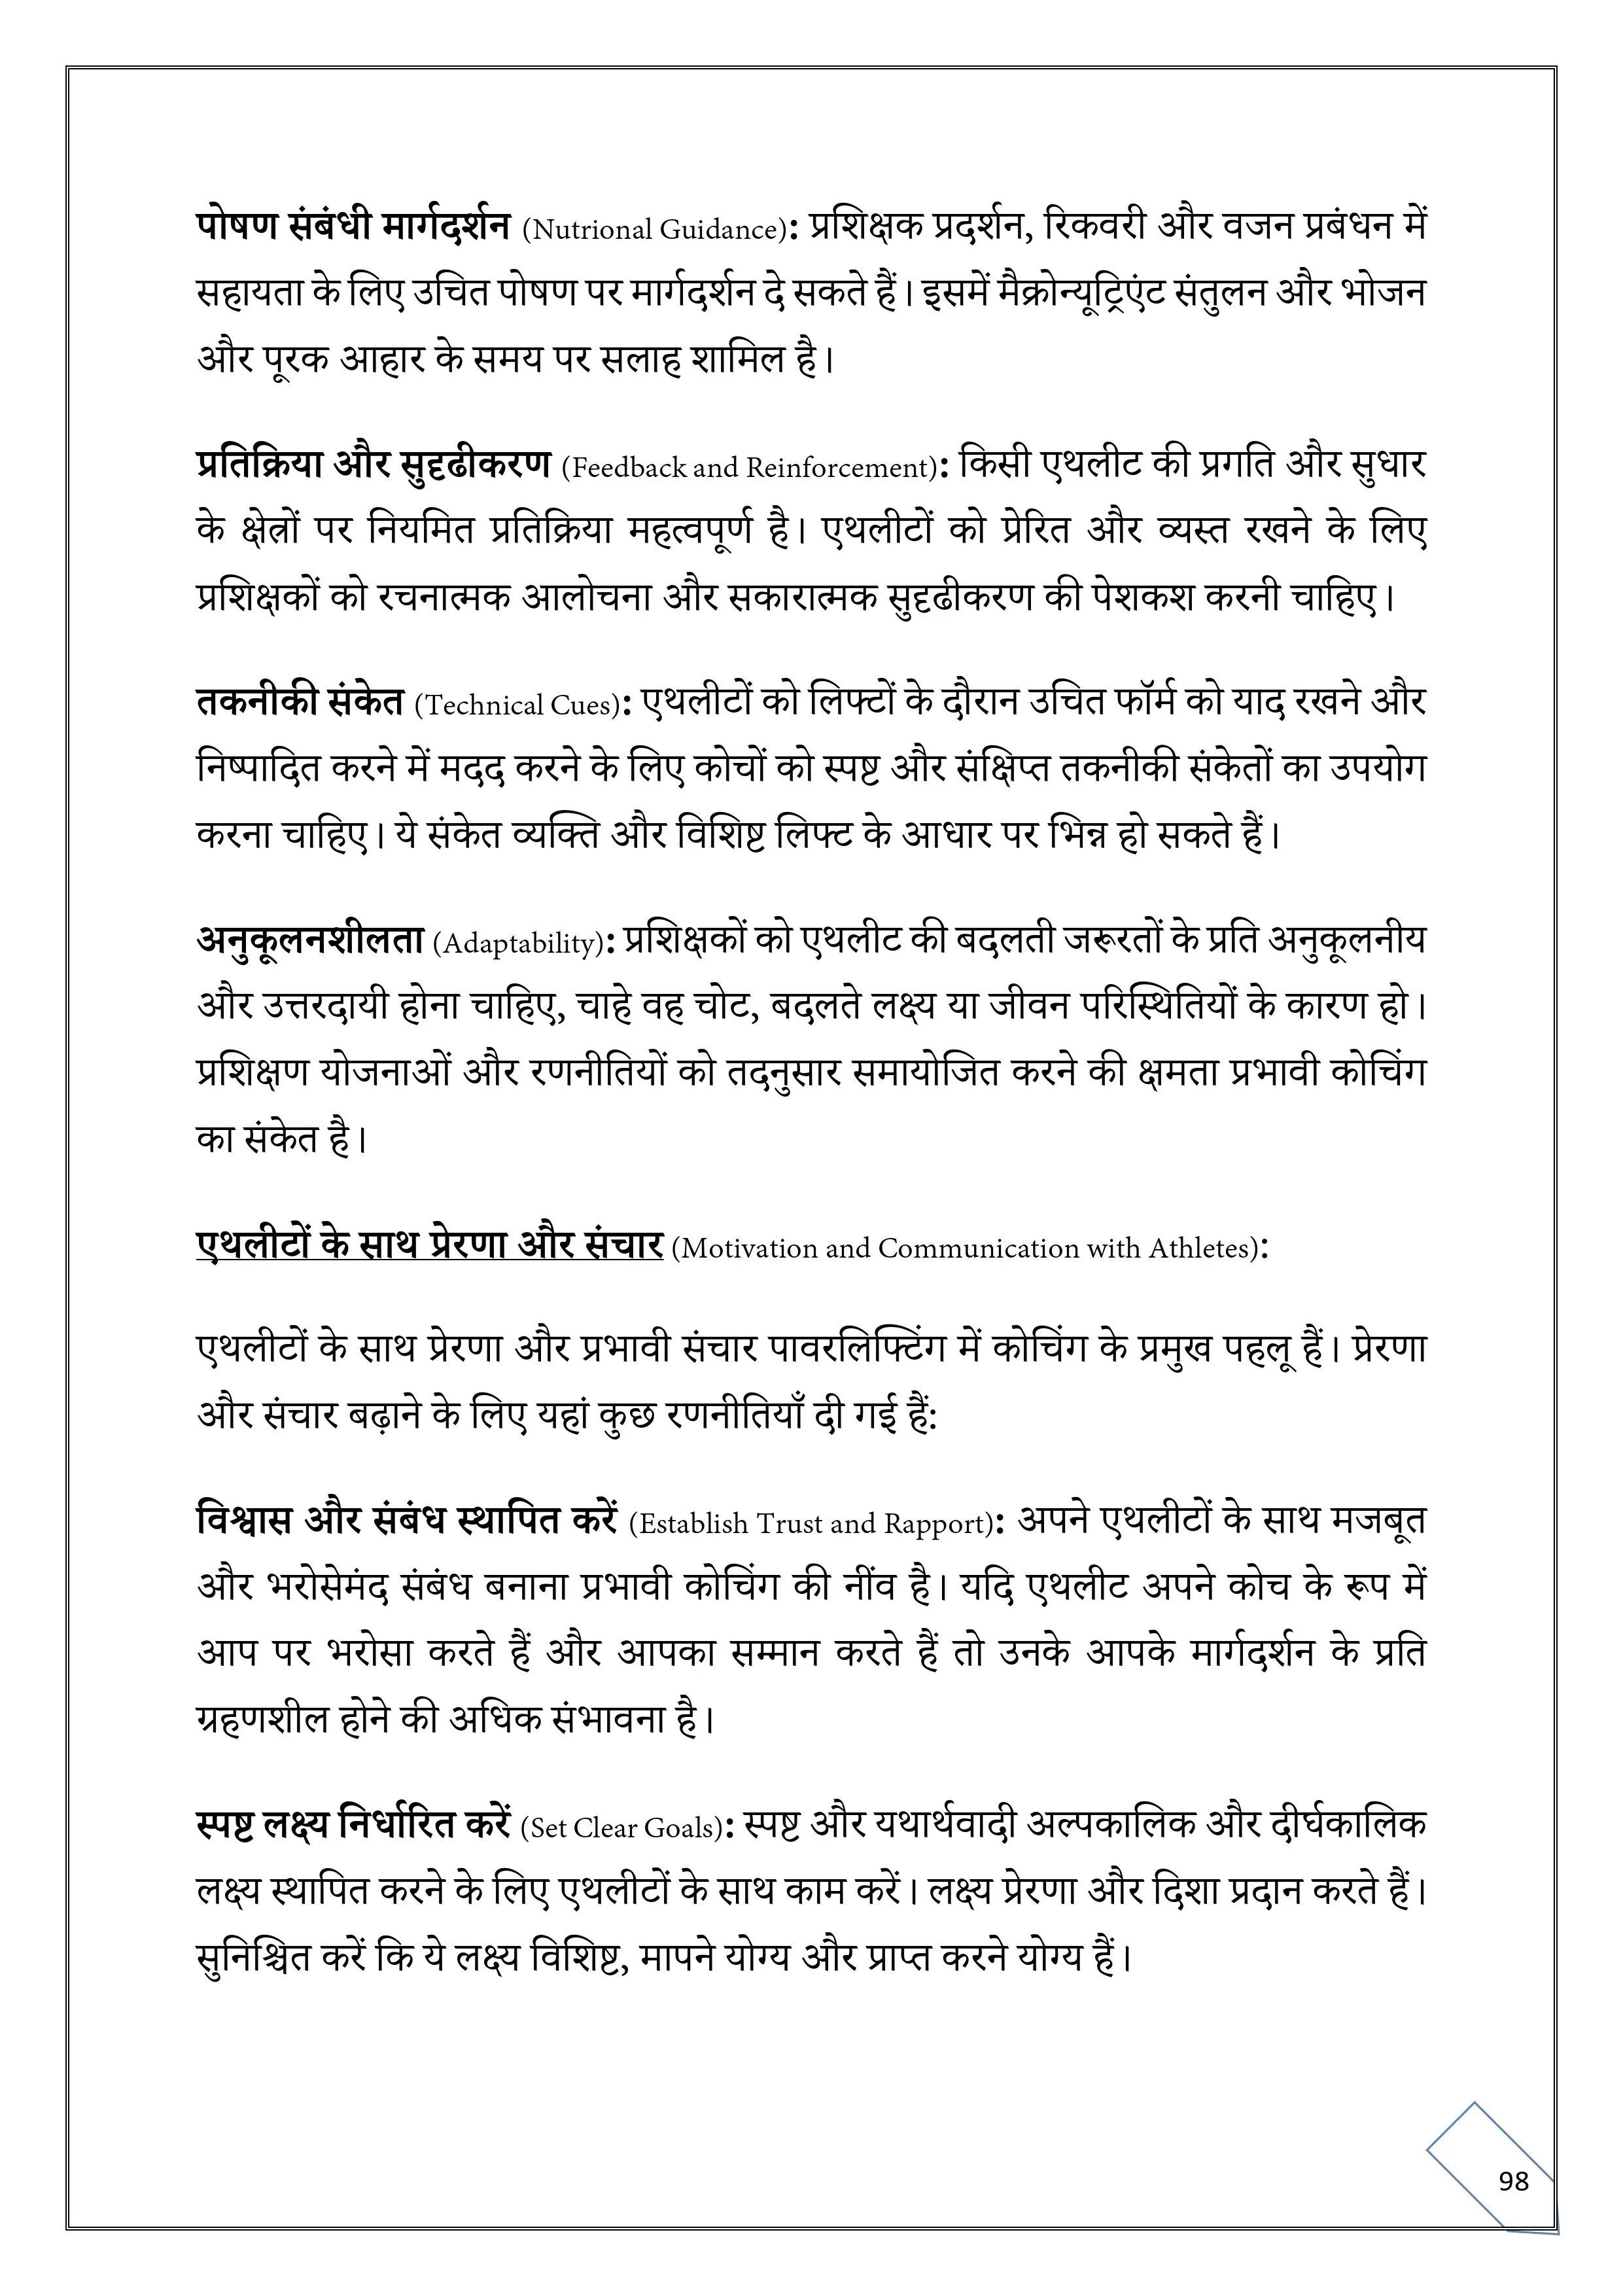 पोषण संबंधी मार्गदर्शन (Nutrional Guidance): प्रशिक्षक प्रदर्शन, रिकवरी और वजन प्रबंधन में
सहायता के लिए उचित पोषण पर मार्गदर्शन दे सकते हैं। इसमें मैक्रोन्यूट्रिएंट संतुलन और भोजन
और पूरक आहार के समय पर सलाह शामिल है।
प्रतिक्रिया और सुदृढीकरण (Feedback and Reinforcement): किसी एथलीट की प्रगति और सुधार
के क्षेत्रों पर नियमित प्रतिक्रिया महत्वपूर्ण है। एथलीटों को प्रेरित और व्यस्त रखने के लिए
प्रशिक्षकों को रचनात्मक आलोचना और सकारात्मक सुदृढीकरण की पेशकश करनी चाहिए।
तकनीकी संकेत (Technical Cues): एथलीटों को लिफ्टों के दौरान उचित फॉर्म को याद रखने और
निष्पादित करने में मदद करने के लिए कोचों को स्पष्ट और संक्षिप्त तकनीकी संकेतों का उपयोग
करना चाहिए। ये संकेत व्यक्ति और विशिष्ट लिफ्ट के आधार पर भिन्न हो सकते हैं।
अनुकूलनशीलता (Adaptability): प्रशिक्षकों को एथलीट की बदलती जरूरतों के प्रति अनुकूलनीय
और उत्तरदायी होना चाहिए, चाहे वह चोट, बदलते लक्ष्य या जीवन परिस्थितियों के कारण हो।
प्रशिक्षण योजनाओं और रणनीतियों को तदनुसार समायोजित करने की क्षमता प्रभावी कोचिंग
का संकेत है।
एथलीटों के साथ प्रेरणा और संचार (Motivation and Communication with Athletes):
एथलीटों के साथ प्रेरणा और प्रभावी संचार पावरलिफ्टिंग में कोचिंग के प्रमुख पहलू हैं। प्रेरणा
और संचार बढ़ाने के लिए यहां कुछ रणनीतियाँ दी गई हैं:
विश्वास और संबंध स्थापित करें (Establish Trust and Rapport): अपने एथलीटों के साथ मजबूत
और भरोसेमंद संबंध बनाना प्रभावी कोचिंग की नींव है। यदि एथलीट अपने कोच के रूप में
आप पर भरोसा करते हैं और आपका सम्मान करते हैं तो उनके आपके मार्गदर्शन के प्रति
ग्रहणशील होने की अधिक संभावना है।
स्पष्ट लक्ष्य निर्धारित करें (Set Clear Goals): स्पष्ट और यथार्थवादी अल्पकालिक और दीर्घकालिक
लक्ष्य स्थापित करने के लिए एथलीटों के साथ काम करें। लक्ष्य प्रेरणा और दिशा प्रदान करते हैं।
सुनिश्चित करें कि ये लक्ष्य विशिष्ट, मापने योग्य और प्राप्त करने योग्य हैं।
98